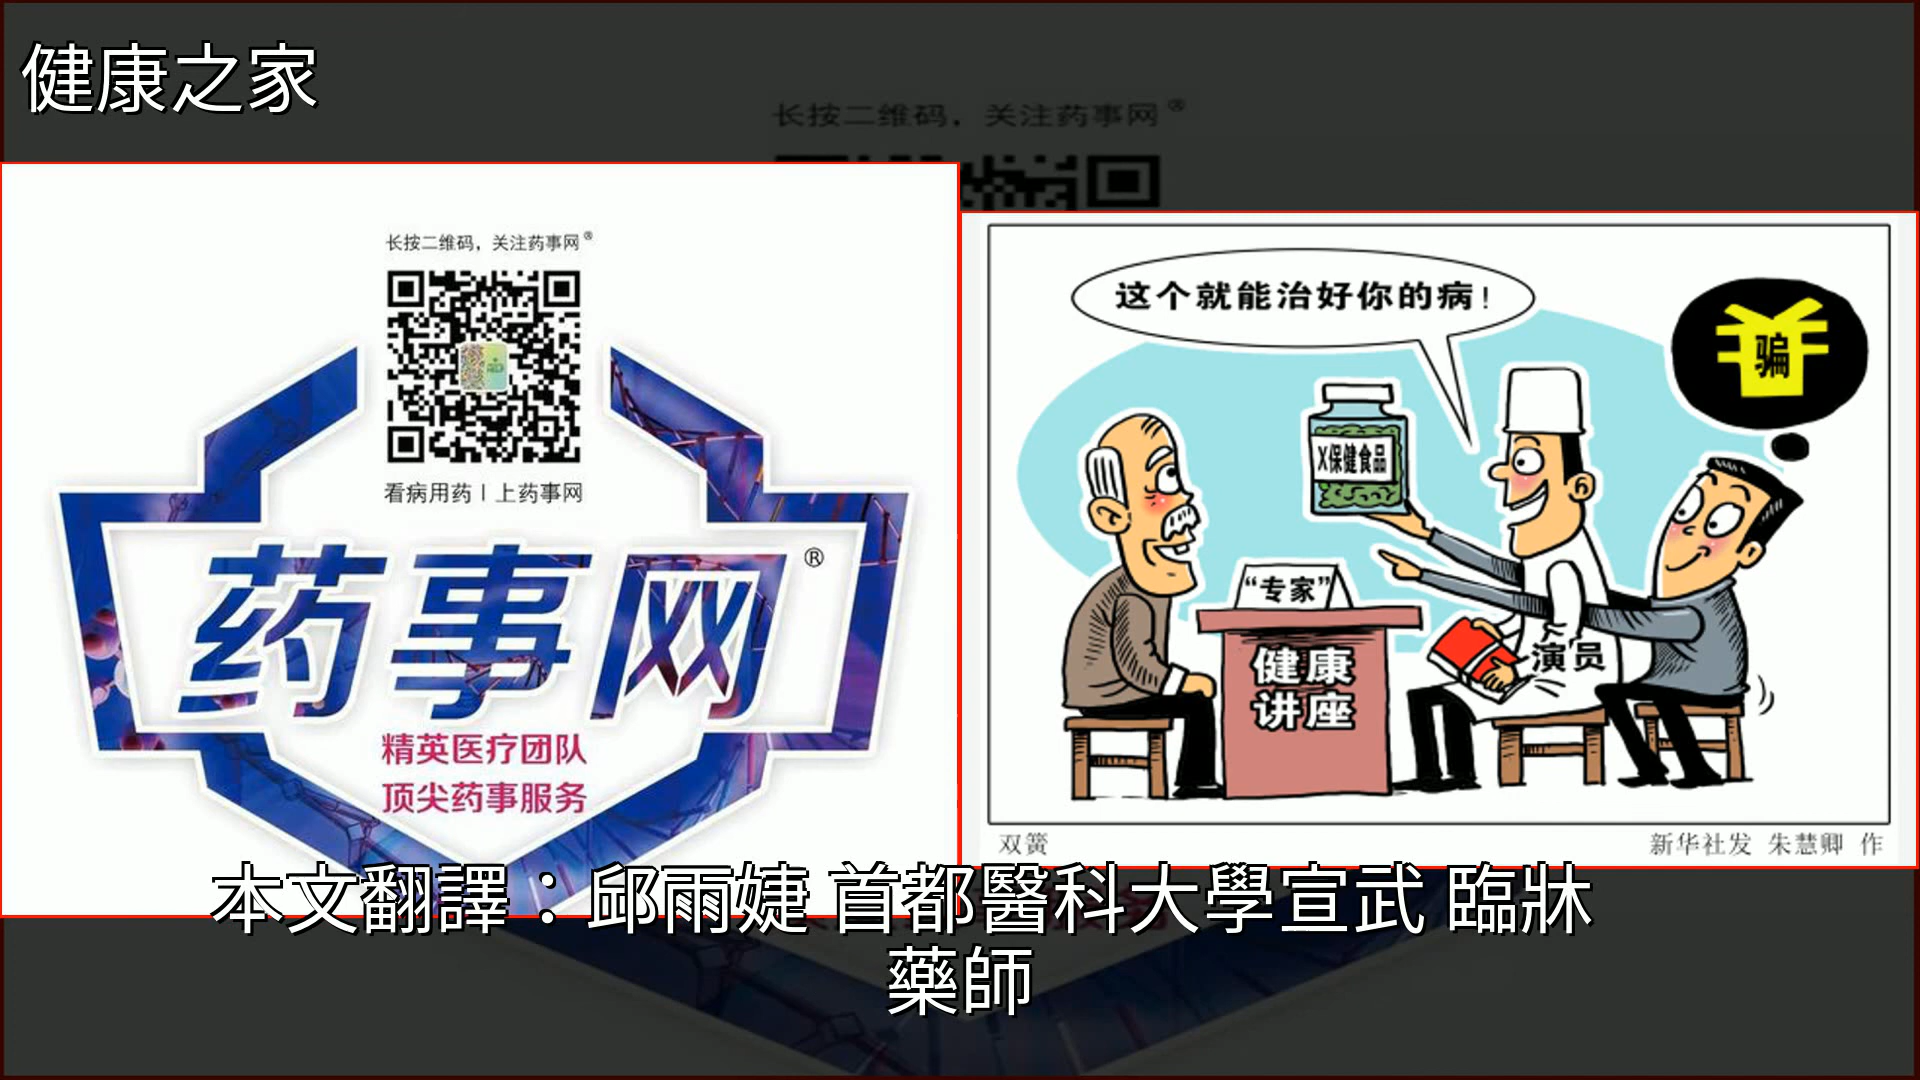 健康之家
长按二维码，关注药事网®
长按二维码，关注药事网®
看病用药 | 上药事网
药事网®
精英医疗团队
顶尖药事服务
这个就能治好你的病！
骗
X保健食品
“专家”
健康
讲座
演员
双簧
新华社发 朱慧卿 作
本文翻譯：邱雨婕 首都醫科大學宣武 臨牀
藥師